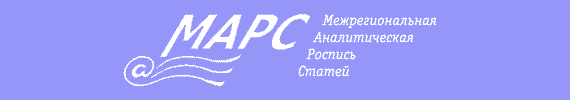 МАРС
Межрегиональная
Аналитическая
Роспись
Статей
@